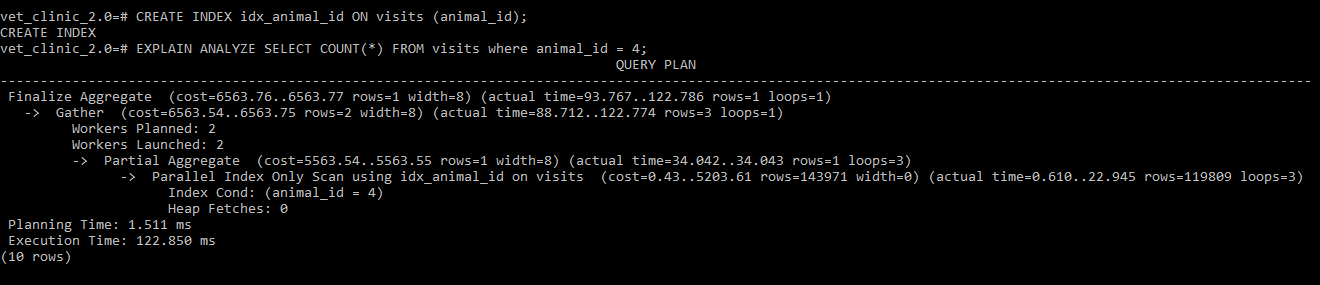 vet_clinic_2.0=# CREATE INDEX idx_animal_id ON visits (animal_id);
CREATE INDEX
vet_clinic_2.0=# EXPLAIN ANALYZE SELECT COUNT(*) FROM visits where animal_id = 4;
QUERY PLAN
-----------------------------------------------------------------------------------------------------------------------------------------------------------------
Finalize Aggregate  (cost=6563.76..6563.77 rows=1 width=8) (actual time=93.767..122.786 rows=1 loops=1)
->  Gather  (cost=6563.54..6563.75 rows=2 width=8) (actual time=88.712..122.774 rows=3 loops=1)
Workers Planned: 2
Workers Launched: 2
->  Partial Aggregate  (cost=5563.54..5563.55 rows=1 width=8) (actual time=34.042..34.043 rows=1 loops=3)
->  Parallel Index Only Scan using idx_animal_id on visits  (cost=0.43..5203.61 rows=143971 width=0) (actual time=0.610..22.945 rows=119809 loops=3)
Index Cond: (animal_id = 4)
Heap Fetches: 0
Planning Time: 1.511 ms
Execution Time: 122.850 ms
(10 rows)